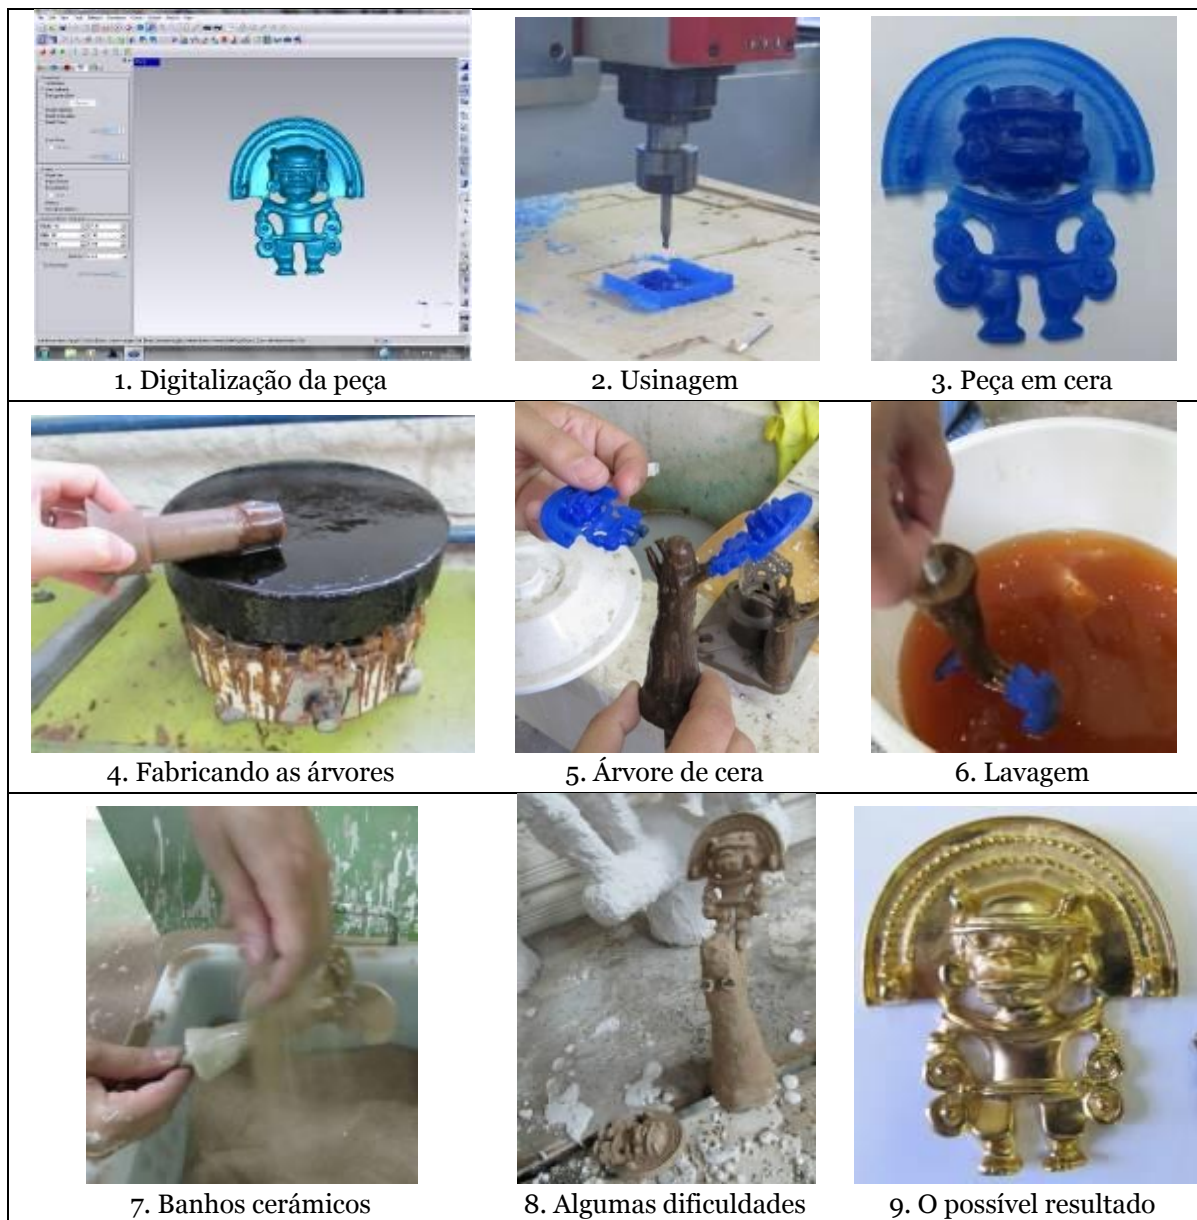 1. Digitalização da peça
2. Usinagem
3. Peça em cera
4. Fabricando as árvores
5. Árvore de cera
6. Lavagem
7. Banhos cerámicos
8. Algumas dificuldades
9. O possível resultado